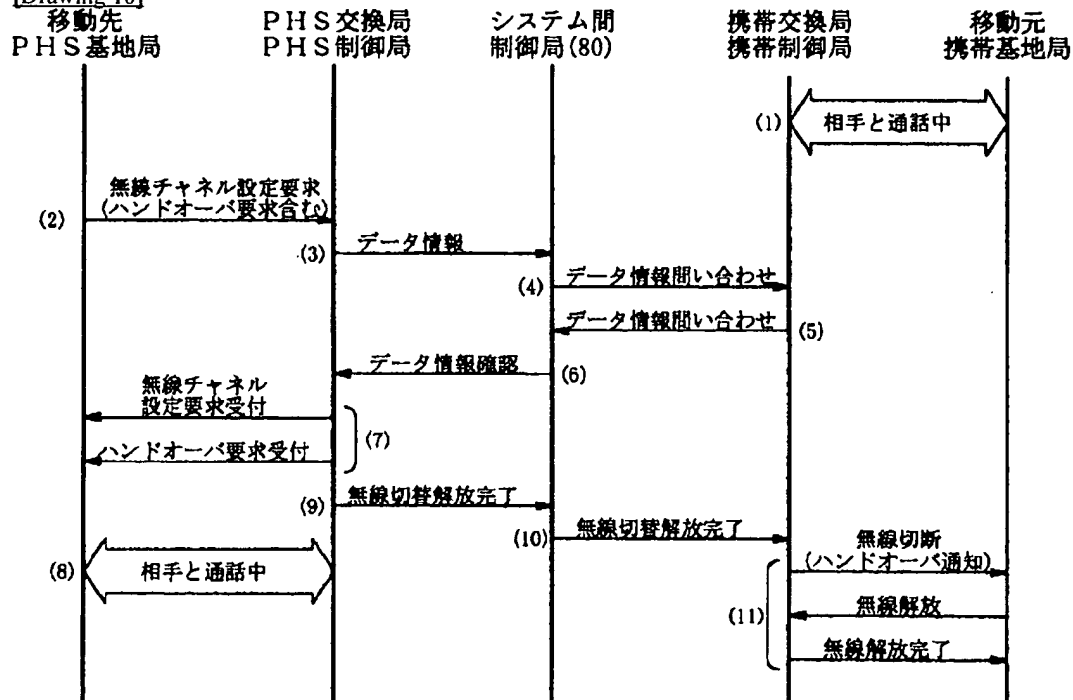 [Drawing 10]
移動先
PHS基地局
PHS交換局
PHS制御局
システム間
制御局(80)
携帯交換局
携帯制御局
移動元
携帯基地局
(1)
相手と通話中
無線チャネル設定要求
(ハンドオーバ要求含む)
(2)
(3)
データ情報
(4)
データ情報問い合わせ
データ情報問い合わせ
(5)
データ情報確認
(6)
無線チャネル
設定要求受付
(7)
ハンドオーバ要求受付
(9)
無線切替解放完了
(10)
無線切替解放完了
無線切断
(ハンドオーバ通知)
(8)
相手と通話中
無線解放
(11)
無線解放完了